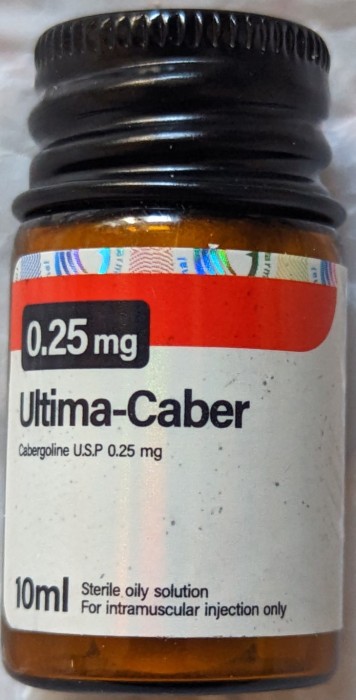 0.25 mg
Ultima-Caber
Cabergoline U.S.P 0.25 mg
10ml
Sterile oily solution
For intramuscular injection only